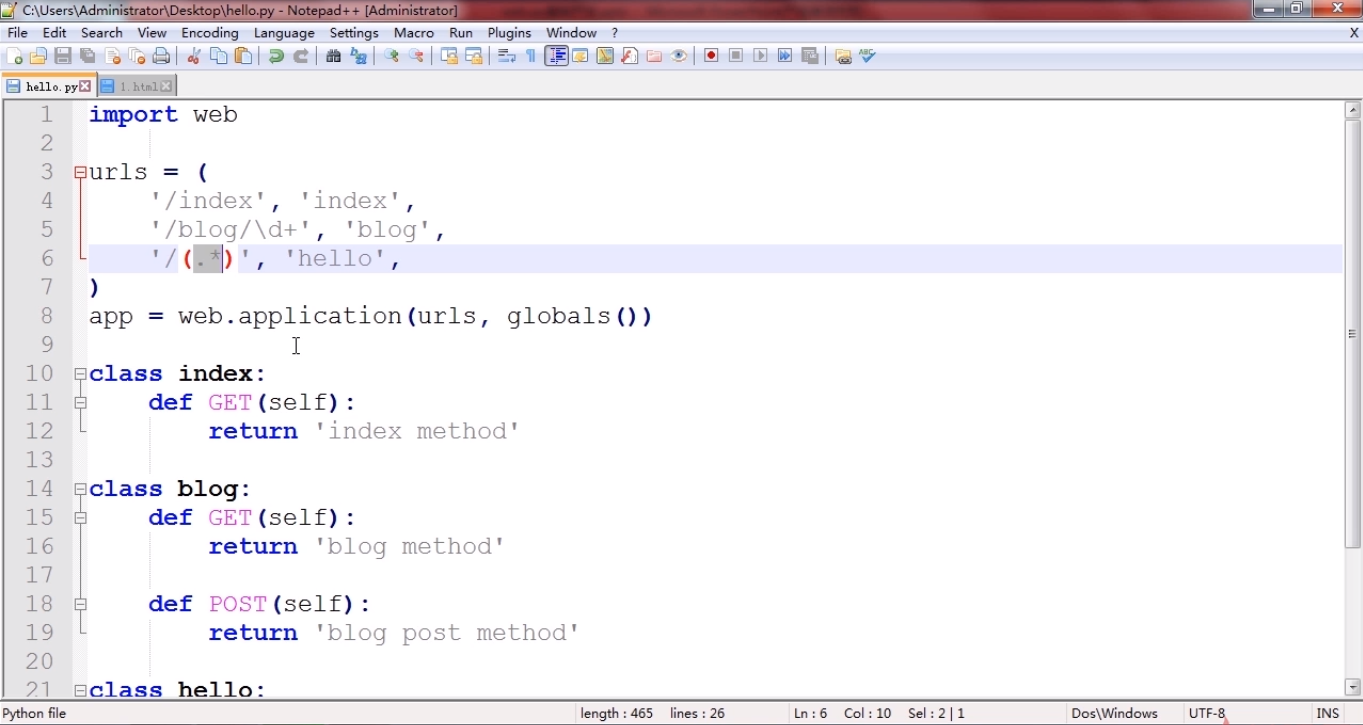 C:\Users\Administrator\Desktop\hello.py - Notepad++ [Administrator]
File Edit Search View Encoding Language Settings Macro Run Plugins Window ? X
hello.py 1.html
1 import web
2
3 urls = (
4     '/index', 'index',
5     '/blog/\d+', 'blog',
6     '/(.*)', 'hello',
7 )
8 app = web.application(urls, globals())
9
10 class index:
11     def GET(self):
12         return 'index method'
13
14 class blog:
15     def GET(self):
16         return 'blog method'
17
18     def POST(self):
19         return 'blog post method'
20
21 class hello:
Python file length : 465 lines : 26 Ln : 6 Col : 10 Sel : 2 | 1 Dos\Windows UTF-8 INS